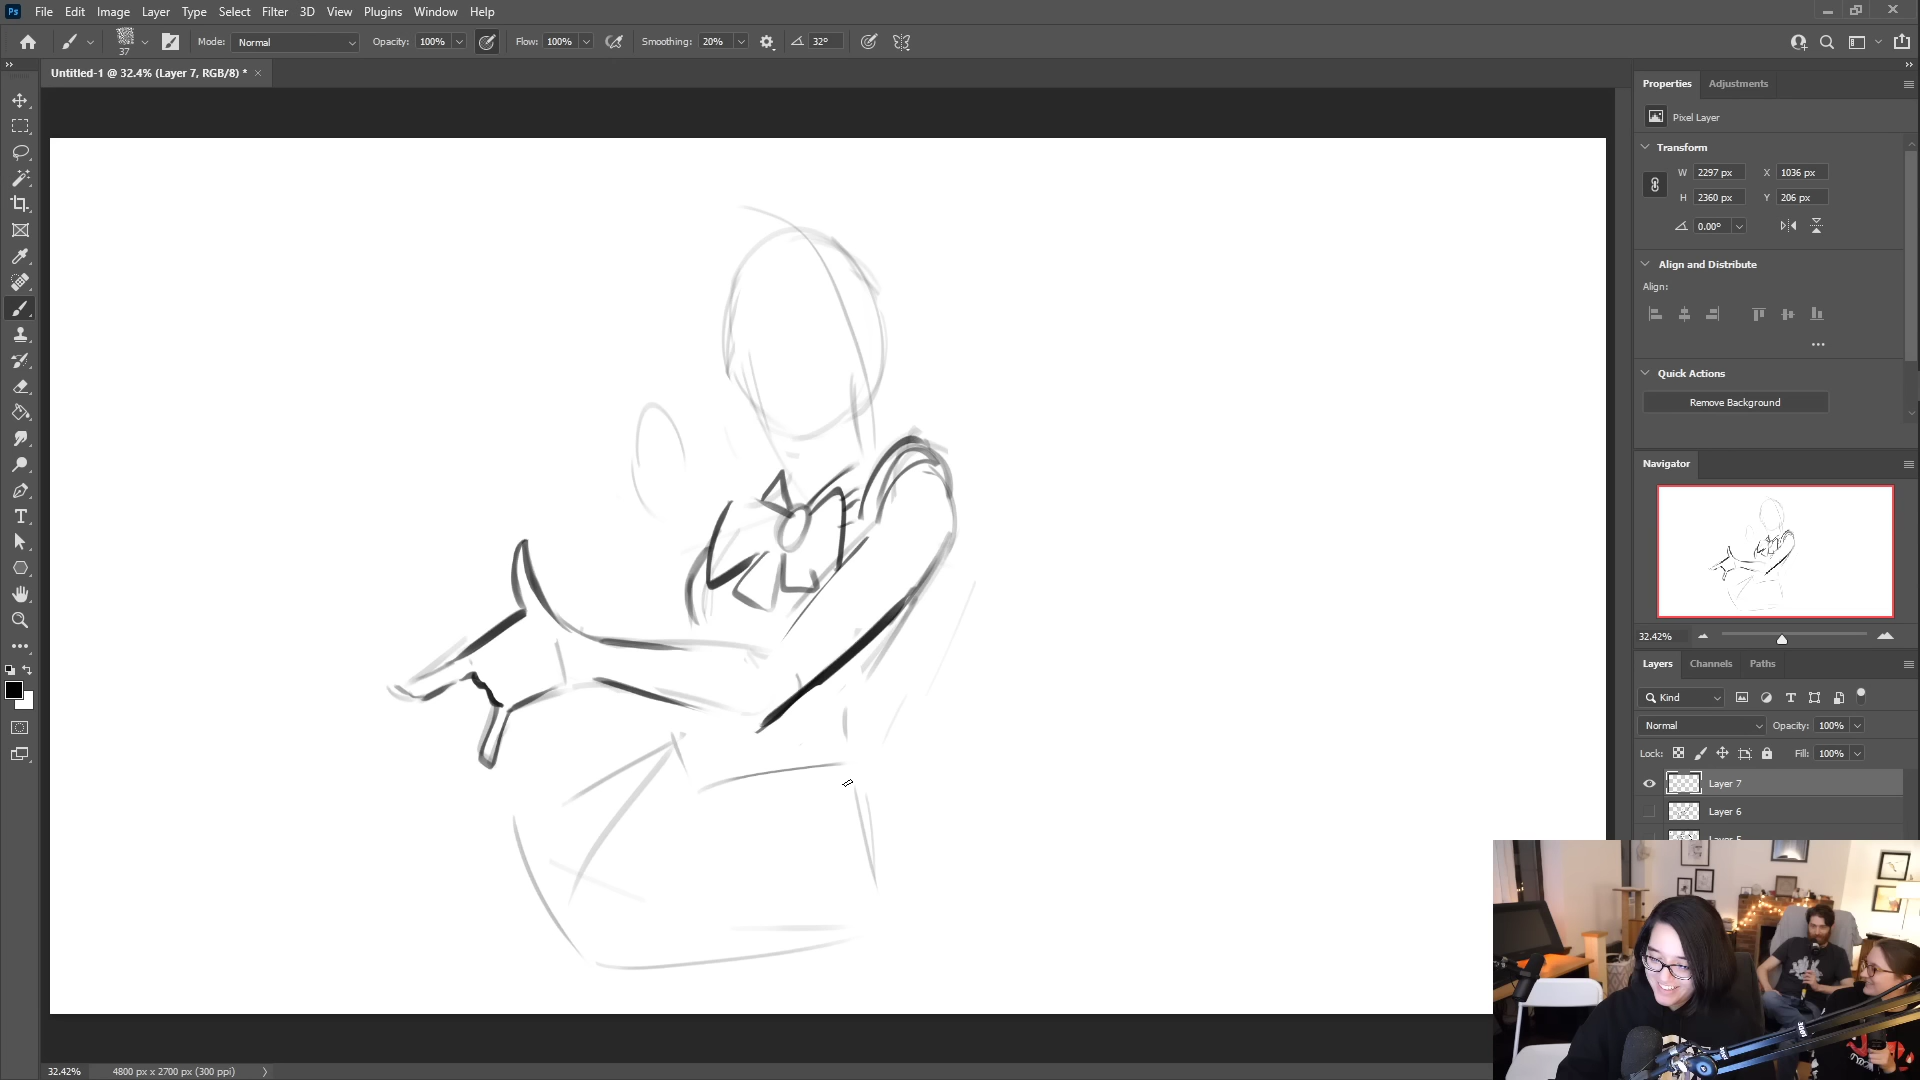 Ps File Edit Image Layer Type Select Filter 3D View Plugins Window Help
37 Mode: Normal Opacity: 100% Flow: 100% Smoothing: 20% 32°
Untitled-1 @ 32.4% (Layer 7, RGB/8) * ×
Properties Adjustments
Pixel Layer
Transform
W 2297 px X 1036 px
H 2360 px Y 206 px
0.00°
Align and Distribute
Align:
Quick Actions
Remove Background
Navigator
32.42%
Layers Channels Paths
Kind
Normal Opacity: 100%
Lock: Fill: 100%
Layer 7
Layer 6
Layer 5
32.42% 4800 px x 2700 px (300 ppi)